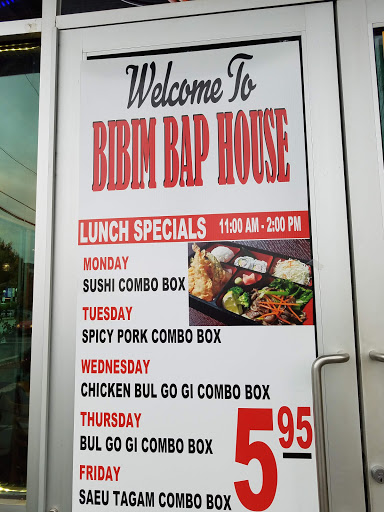 Welcome To
BIBIM BAP HOUSE
LUNCH SPECIALS 11:00 AM - 2:00 PM
MONDAY
SUSHI COMBO BOX
TUESDAY
SPICY PORK COMBO BOX
WEDNESDAY
CHICKEN BUL GO GI COMBO BOX
THURSDAY
BUL GO GI COMBO BOX
FRIDAY
SAEU TAGAM COMBO BOX
5.95